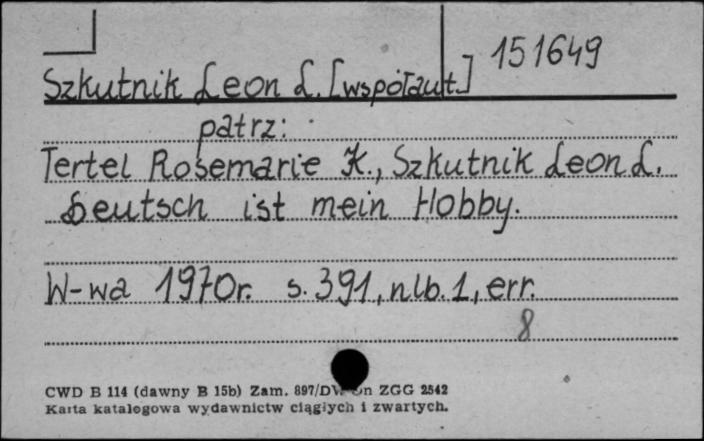 151649
Szkutnik Leon L. [współaut.]
patrz:
Tertel Rosemarie K., Szkutnik Leon L.
Deutsch ist mein Hobby.
W-wa 1970r. s. 391, nlb. 1, err.
8
CWD B 114 (dawny B 15b) Zam. 897/DW n ZGG 2542
Karta katalogowa wydawnictw ciągłych i zwartych.